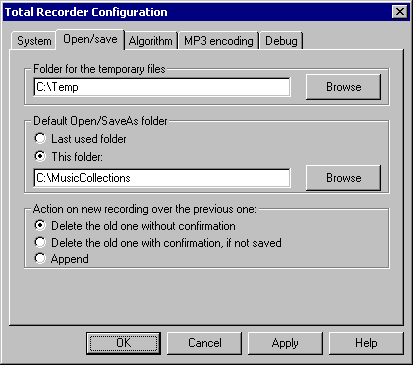 Total Recorder Configuration
System Open/save Algorithm MP3 encoding Debug
Folder for the temporary files
C:\Temp Browse
Default Open/SaveAs folder
Last used folder
This folder:
C:\MusicCollections Browse
Action on new recording over the previous one:
Delete the old one without confirmation
Delete the old one with confirmation, if not saved
Append
OK Cancel Apply Help